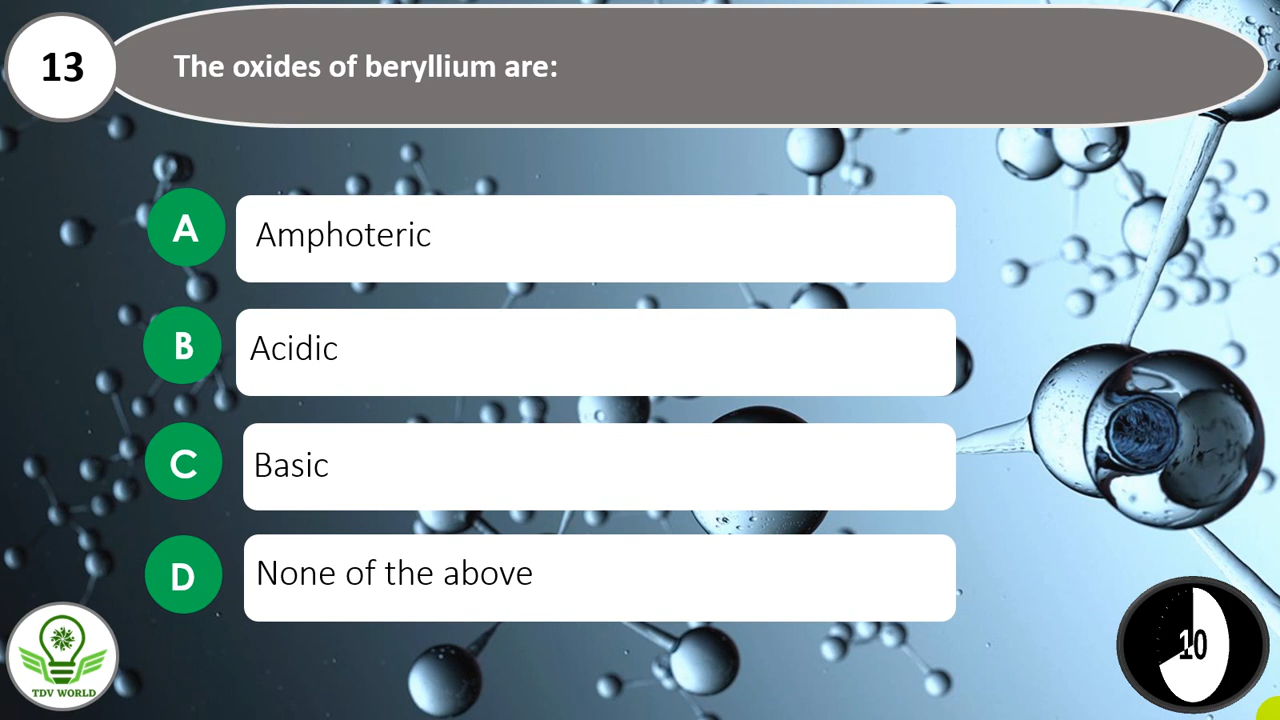 13
The oxides of beryllium are:
A
Amphoteric
B
Acidic
C
Basic
D
None of the above
TDV WORLD
10